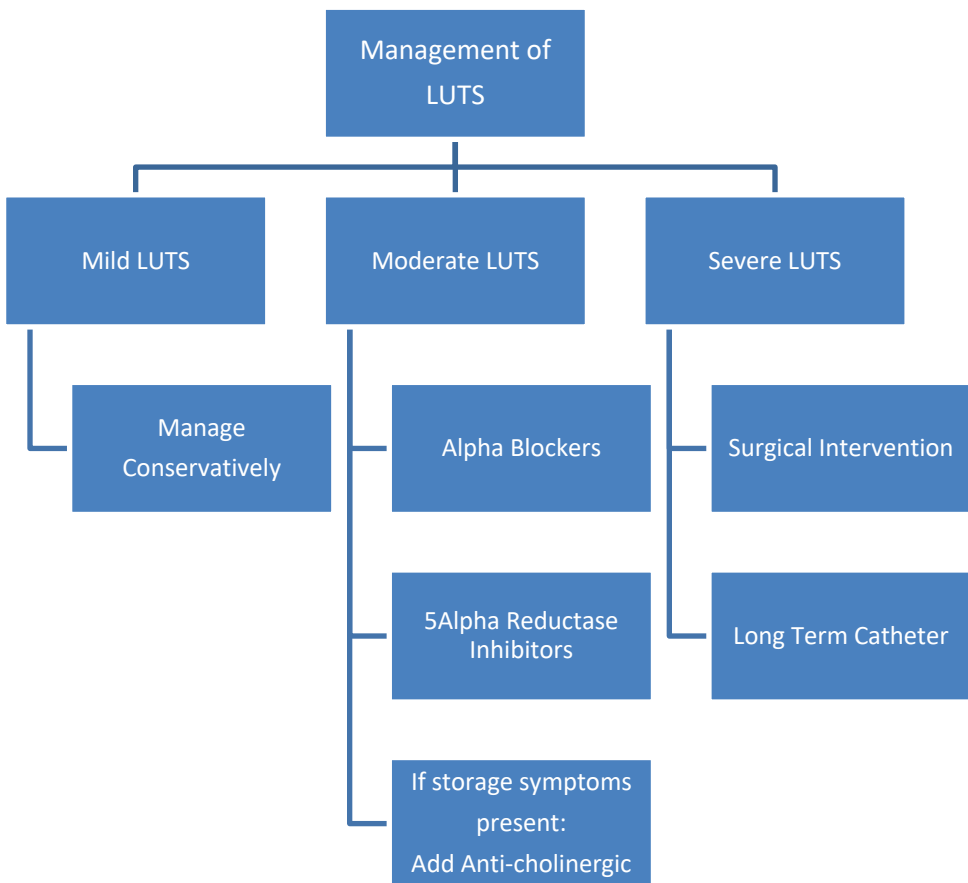 Management of
LUTS
Mild LUTS
Moderate LUTS
Severe LUTS
Manage
Conservatively
Alpha Blockers
Surgical Intervention
5Alpha Reductase
Inhibitors
Long Term Catheter
If storage symptoms
present:
Add Anti-cholinergic